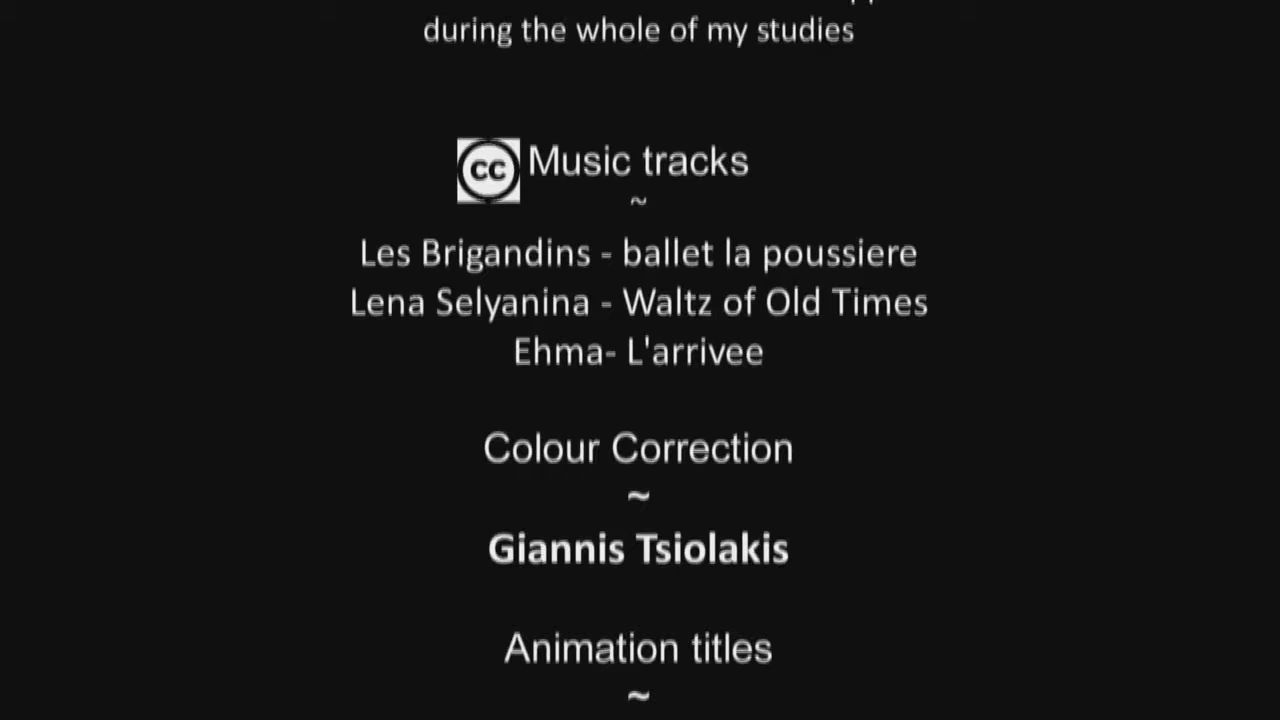 during the whole of my studies
cc Music tracks
~
Les Brigandins - ballet la poussiere
Lena Selyanina - Waltz of Old Times
Ehma- L'arrivee
Colour Correction
~
Giannis Tsiolakis
Animation titles
~